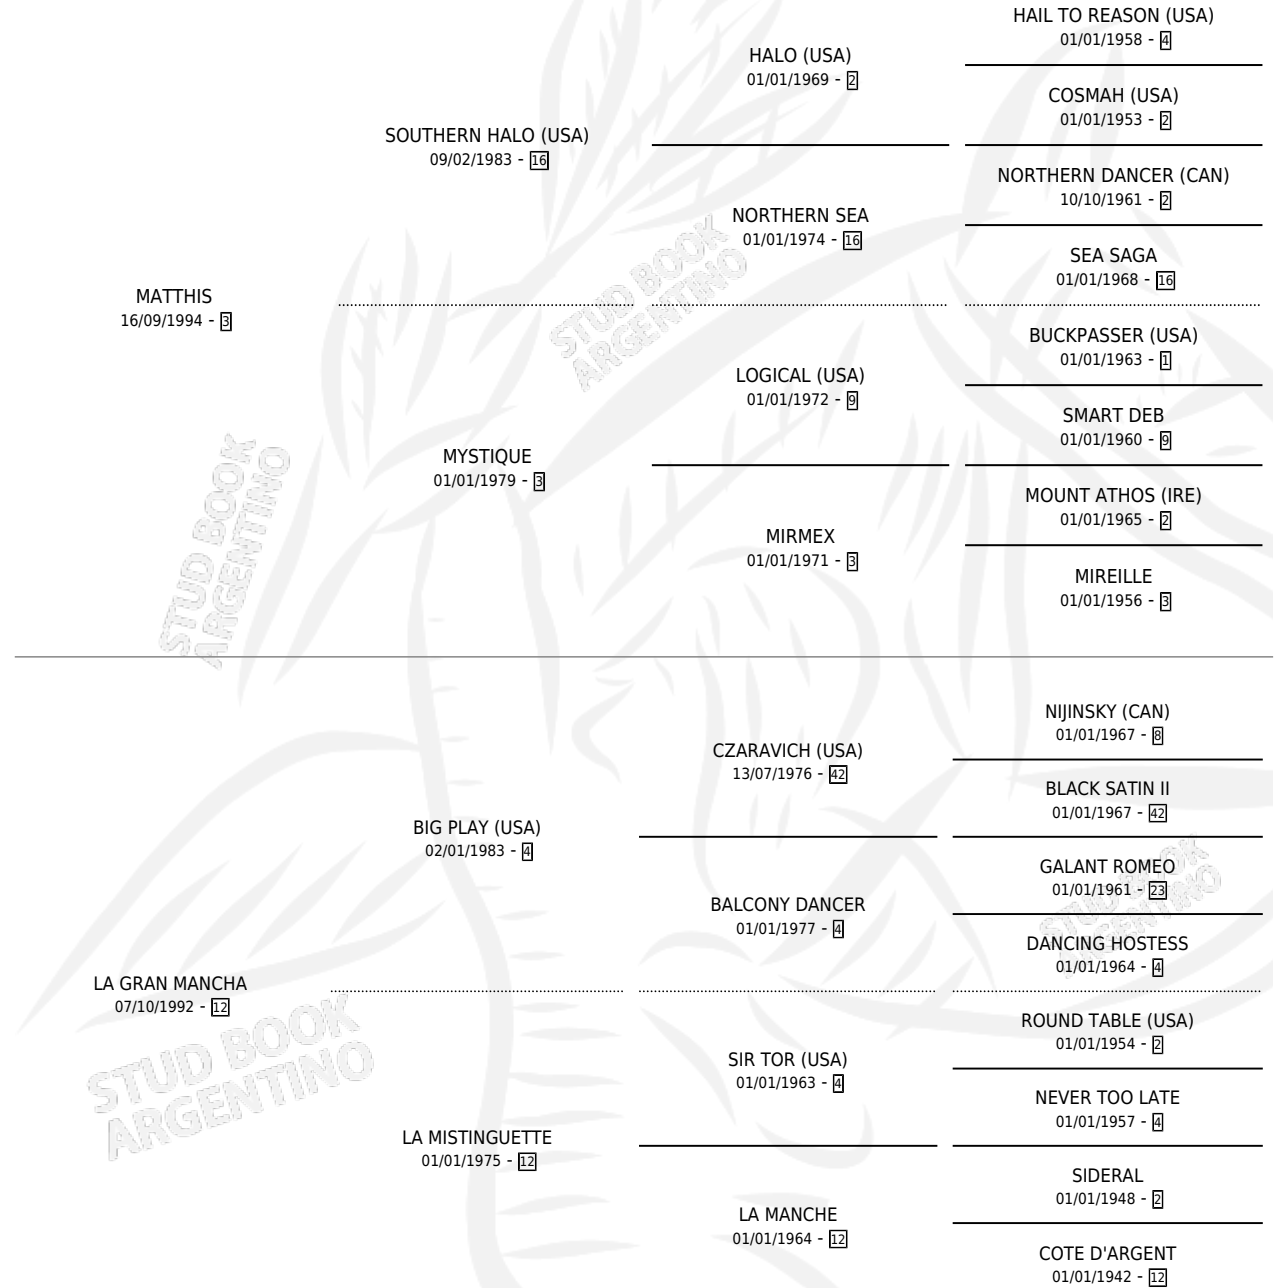 HAIL TO REASON (USA)
01/01/1958 - 4
HALO (USA)
01/01/1969 - 2
COSMAH (USA)
01/01/1953 - 2
SOUTHERN HALO (USA)
09/02/1983 - 16
NORTHERN DANCER (CAN)
10/10/1961 - 2
NORTHERN SEA
01/01/1974 - 16
SEA SAGA
01/01/1968 - 16
MATTHIS
16/09/1994 - 3
STUD BOOK
ARGENTINO
BUCKPASSER (USA)
01/01/1963 - 1
LOGICAL (USA)
01/01/1972 - 9
SMART DEB
01/01/1960 - 9
MYSTIQUE
01/01/1979 - 3
MOUNT ATHOS (IRE)
01/01/1965 - 2
MIRMEX
01/01/1971 - 3
MIREILLE
01/01/1956 - 3
STUD BOOK
ARGENTINO
NIJINSKY (CAN)
01/01/1967 - 8
CZARAVICH (USA)
13/07/1976 - 42
BLACK SATIN II
01/01/1967 - 42
BIG PLAY (USA)
02/01/1983 - 4
GALANT ROMEO
01/01/1961 - 23
BALCONY DANCER
01/01/1977 - 4
STUD BOOK
ARGENTINO
DANCING HOSTESS
01/01/1964 - 4
LA GRAN MANCHA
07/10/1992 - 12
STUD BOOK
ARGENTINO
ROUND TABLE (USA)
01/01/1954 - 2
SIR TOR (USA)
01/01/1963 - 4
NEVER TOO LATE
01/01/1957 - 4
LA MISTINGUETTE
01/01/1975 - 12
SIDERAL
01/01/1948 - 2
LA MANCHE
01/01/1964 - 12
COTE D'ARGENT
01/01/1942 - 12